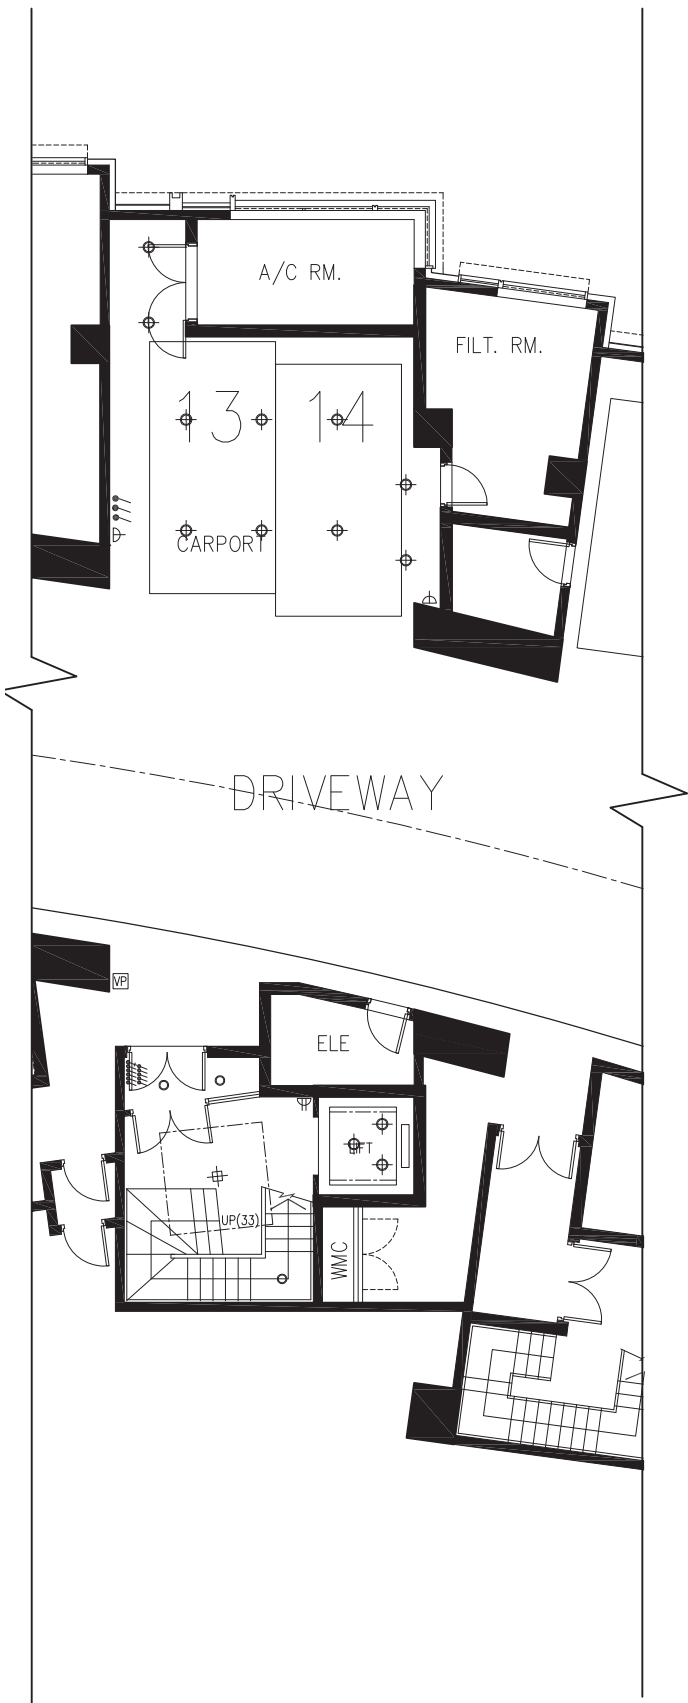 A/C RM.
FILT. RM.
13
14
CARPORT
DRIVEWAY
VP
ELE
LIFT
UP(33)
WMC